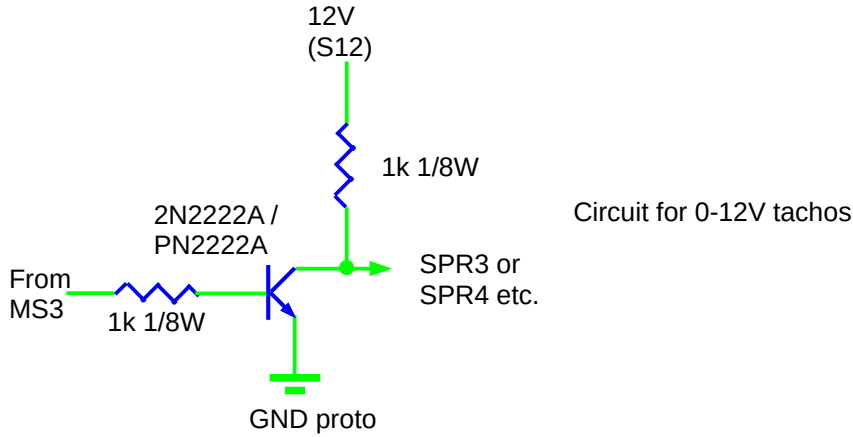 12V
(S12)
1k 1/8W
Circuit for 0-12V tachos
2N2222A /
PN2222A
SPR3 or
SPR4 etc.
From
MS3
1k 1/8W
GND proto